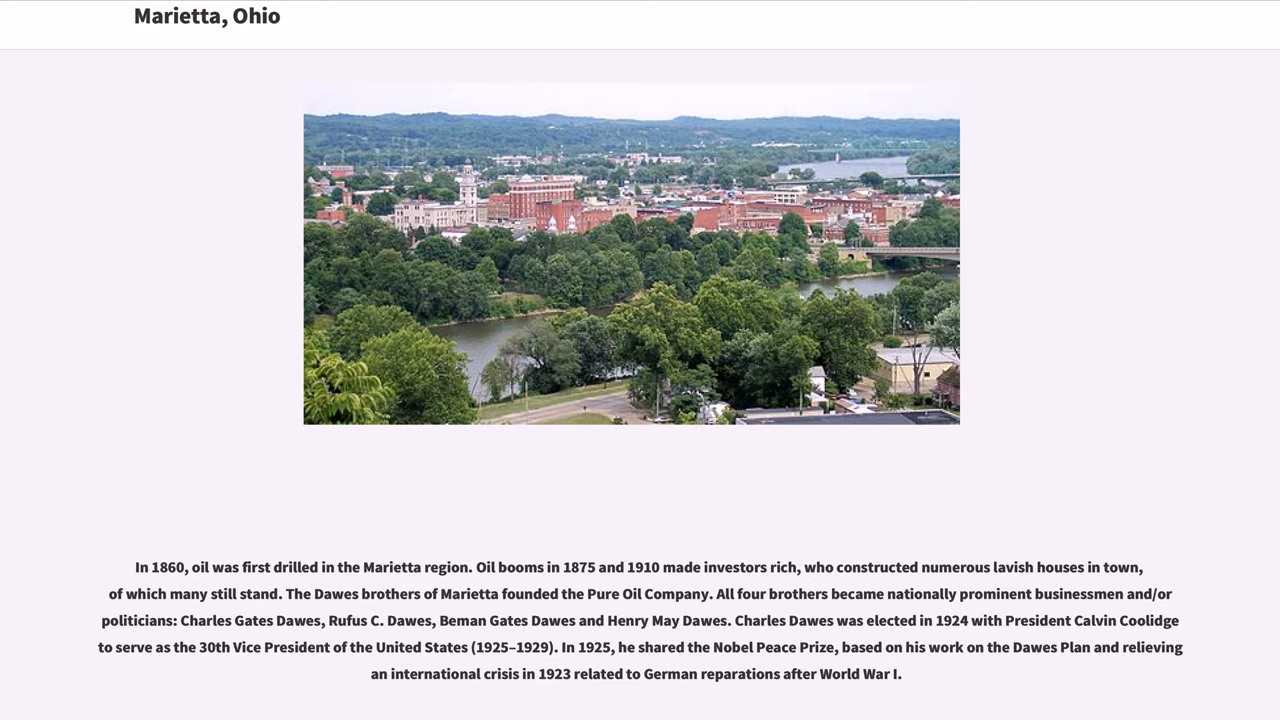 Marietta, Ohio
In 1860, oil was first drilled in the Marietta region. Oil booms in 1875 and 1910 made investors rich, who constructed numerous lavish houses in town,
of which many still stand. The Dawes brothers of Marietta founded the Pure Oil Company. All four brothers became nationally prominent businessmen and/or
politicians: Charles Gates Dawes, Rufus C. Dawes, Beman Gates Dawes and Henry May Dawes. Charles Dawes was elected in 1924 with President Calvin Coolidge
to serve as the 30th Vice President of the United States (1925–1929). In 1925, he shared the Nobel Peace Prize, based on his work on the Dawes Plan and relieving
an international crisis in 1923 related to German reparations after World War I.